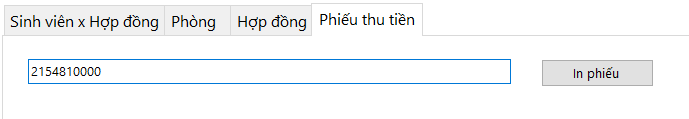 Sinh viên x Hợp đồng Phòng Hợp đồng Phiếu thu tiền
2154810000 In phiếu